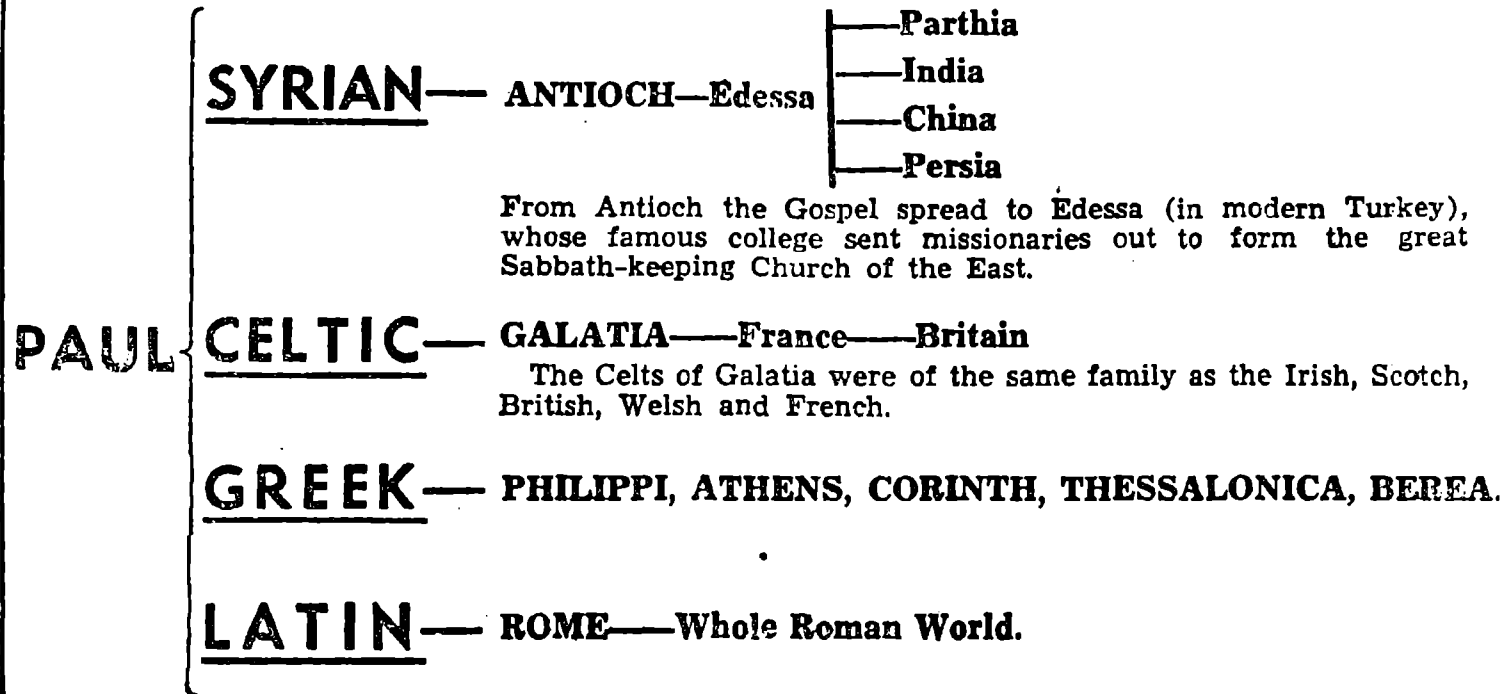 Parthia
SYRIAN— ANTIOCH—Edessa
India
China
Persia
From Antioch the Gospel spread to Edessa (in modern Turkey),
whose famous college sent missionaries out to form the great
Sabbath-keeping Church of the East.
PAUL
CELTIC— GALATIA——France——Britain
The Celts of Galatia were of the same family as the Irish, Scotch,
British, Welsh and French.
GREEK— PHILIPPI, ATHENS, CORINTH, THESSALONICA, BEREA.
LATIN— ROME——Whole Roman World.